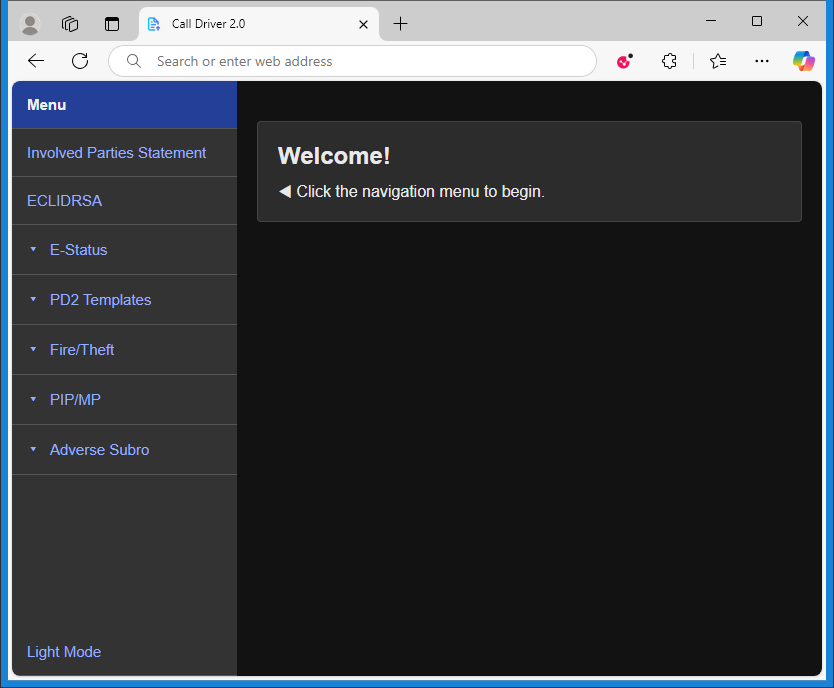 Call Driver 2.0
Search or enter web address
Menu
Involved Parties Statement
ECLIDRSA
E-Status
PD2 Templates
Fire/Theft
PIP/MP
Adverse Subro
Light Mode
Welcome!
◀ Click the navigation menu to begin.